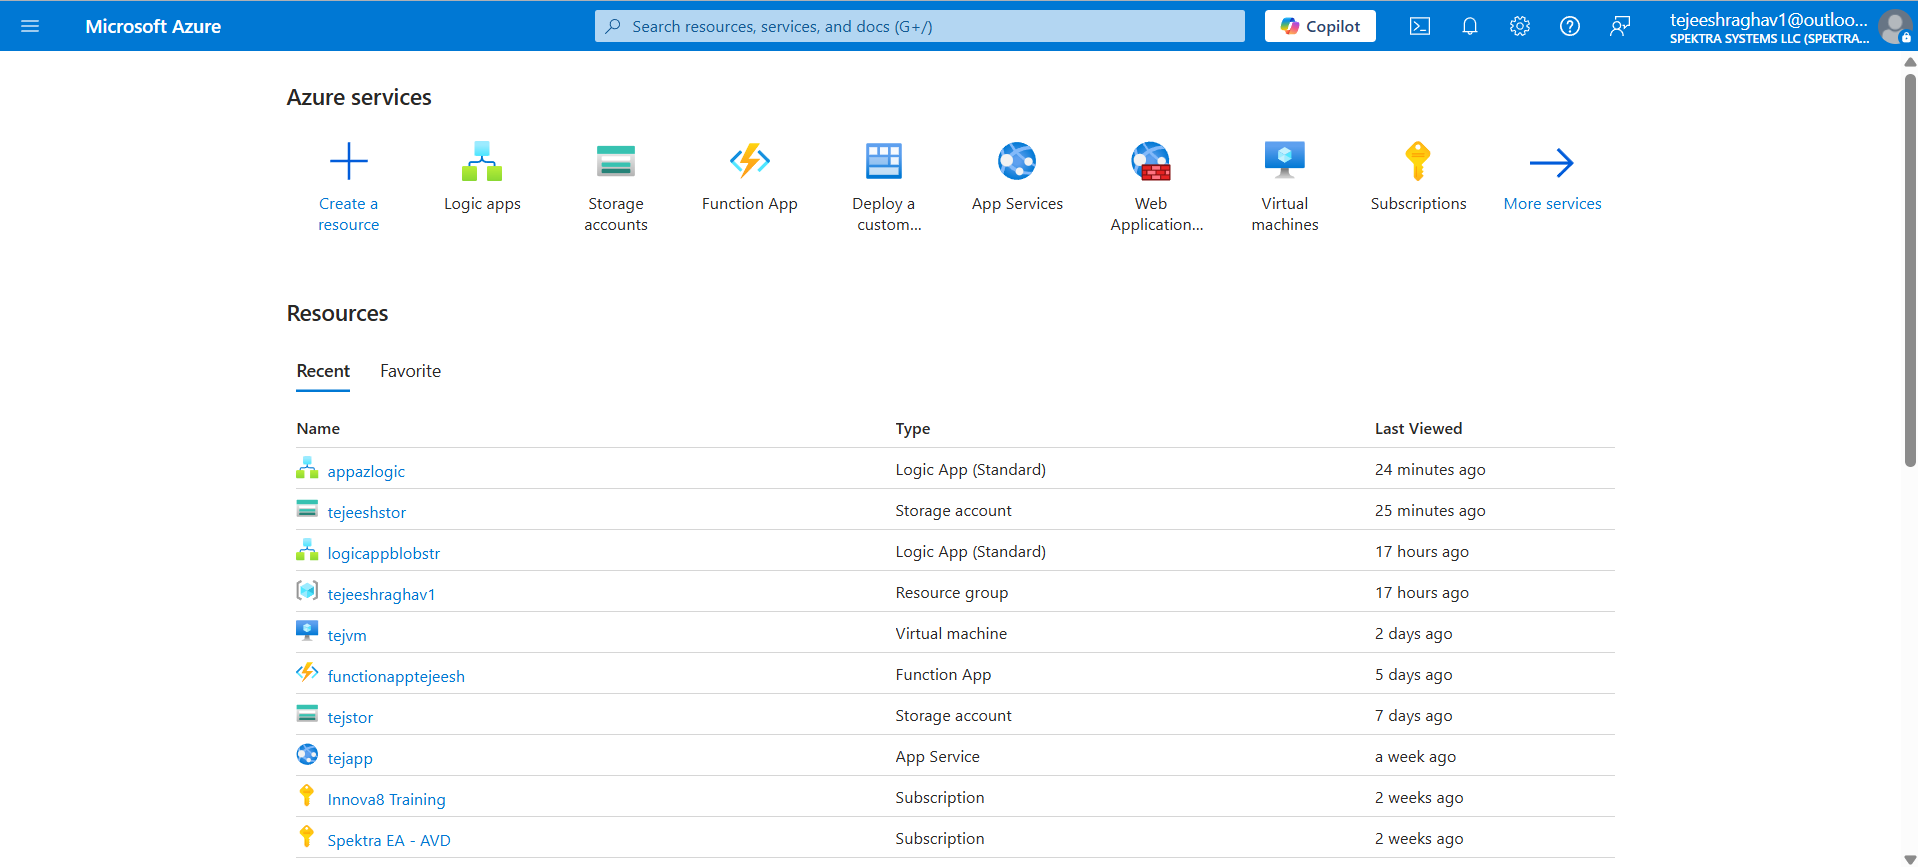 Microsoft Azure
Search resources, services, and docs (G+/)
Copilot
tejeeshraghav1@outloo...
SPEKTRA SYSTEMS LLC (SPEKTRA...
Azure services
Create a
resource
Logic apps
Storage
accounts
Function App
Deploy a
custom...
App Services
Web
Application...
Virtual
machines
Subscriptions
More services
Resources
Recent Favorite
Name Type Last Viewed
appazlogic Logic App (Standard) 24 minutes ago
tejeeshstor Storage account 25 minutes ago
logicappblobstr Logic App (Standard) 17 hours ago
tejeeshraghav1 Resource group 17 hours ago
tejvm Virtual machine 2 days ago
functionapptejeesh Function App 5 days ago
tejstor Storage account 7 days ago
tejapp App Service a week ago
Innova8 Training Subscription 2 weeks ago
Spektra EA - AVD Subscription 2 weeks ago